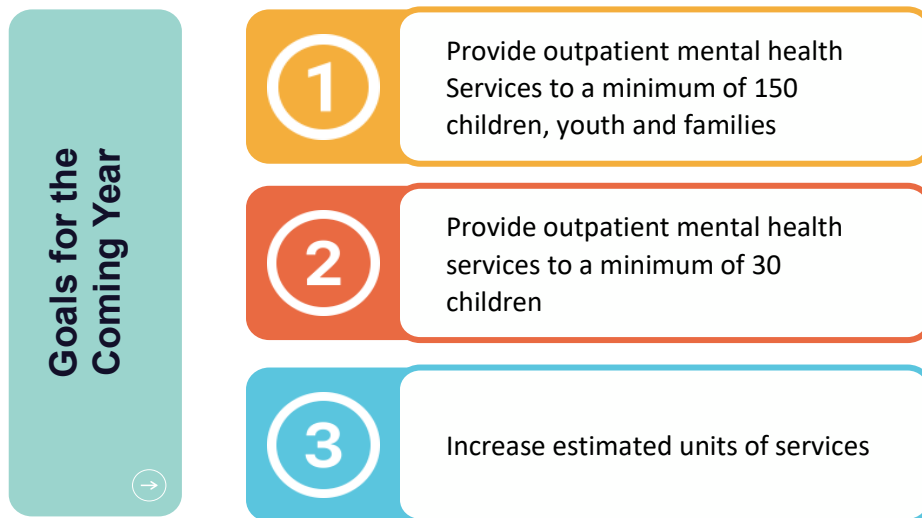 Goals for the
Coming Year
1
Provide outpatient mental health
Services to a minimum of 150
children, youth and families
2
Provide outpatient mental health
services to a minimum of 30
children
3
Increase estimated units of services